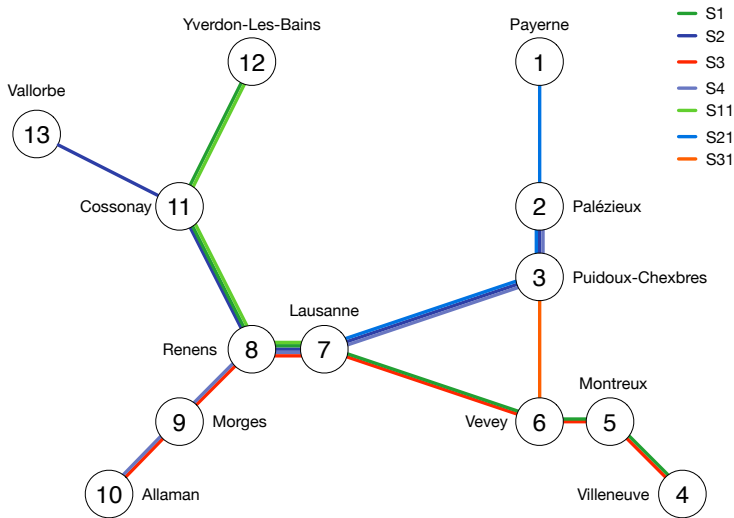 Yverdon-Les-Bains
Payerne
S1
S2
S3
S4
S11
S21
S31
12
1
Vallorbe
13
Cossonay
11
2
Palézieux
3
Puidoux-Chexbres
Lausanne
Renens
8
7
Montreux
9
Morges
Vevey
6
5
10
Allaman
Villeneuve
4